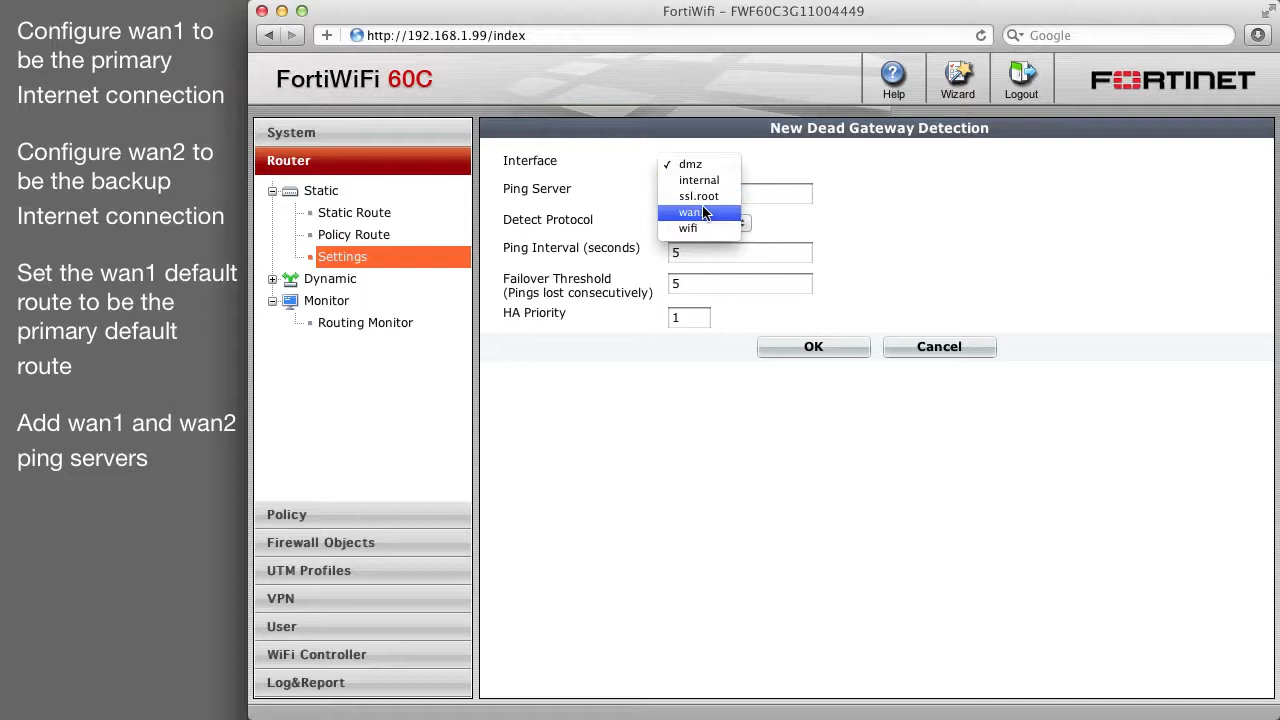 Configure wan1 to
be the primary
Internet connection
Configure wan2 to
be the backup
Internet connection
Set the wan1 default
route to be the
primary default
route
Add wan1 and wan2
ping servers
FortiWifi – FWF60C3G11004449
http://192.168.1.99/index
Google
FortiWiFi 60C
Help
Wizard
Logout
FORTINET
System
Router
Static
Static Route
Policy Route
Settings
Dynamic
Monitor
Routing Monitor
Policy
Firewall Objects
UTM Profiles
VPN
User
WiFi Controller
Log&Report
New Dead Gateway Detection
Interface
✓ dmz
internal
ssl.root
wifi
Ping Server
Detect Protocol
Ping Interval (seconds)
5
Failover Threshold
(Pings lost consecutively)
5
HA Priority
1
OK
Cancel